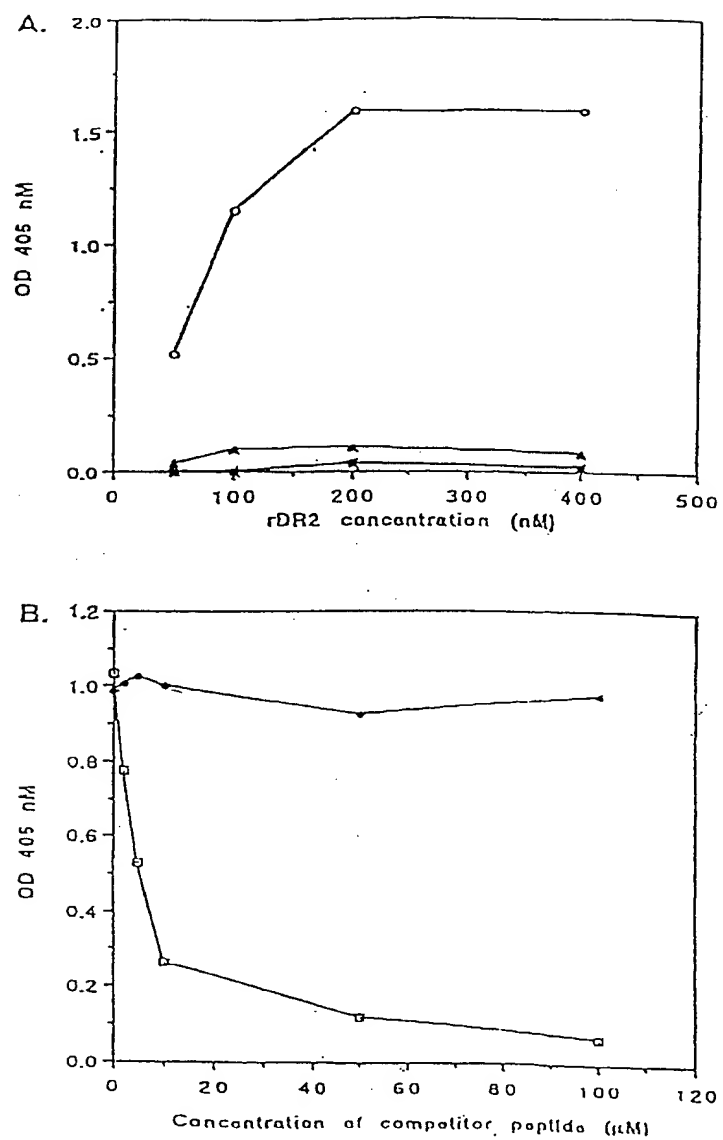 A.
2.0
1.5
1.0
0.5
0.0
OD 405 nM
0 100 200 300 400 500
rDR2 concentration (nM)
B.
1.2
1.0
0.8
0.6
0.4
0.2
0.0
OD 405 nM
0 20 40 60 80 100 120
Concentration of competitor peptide (µM)